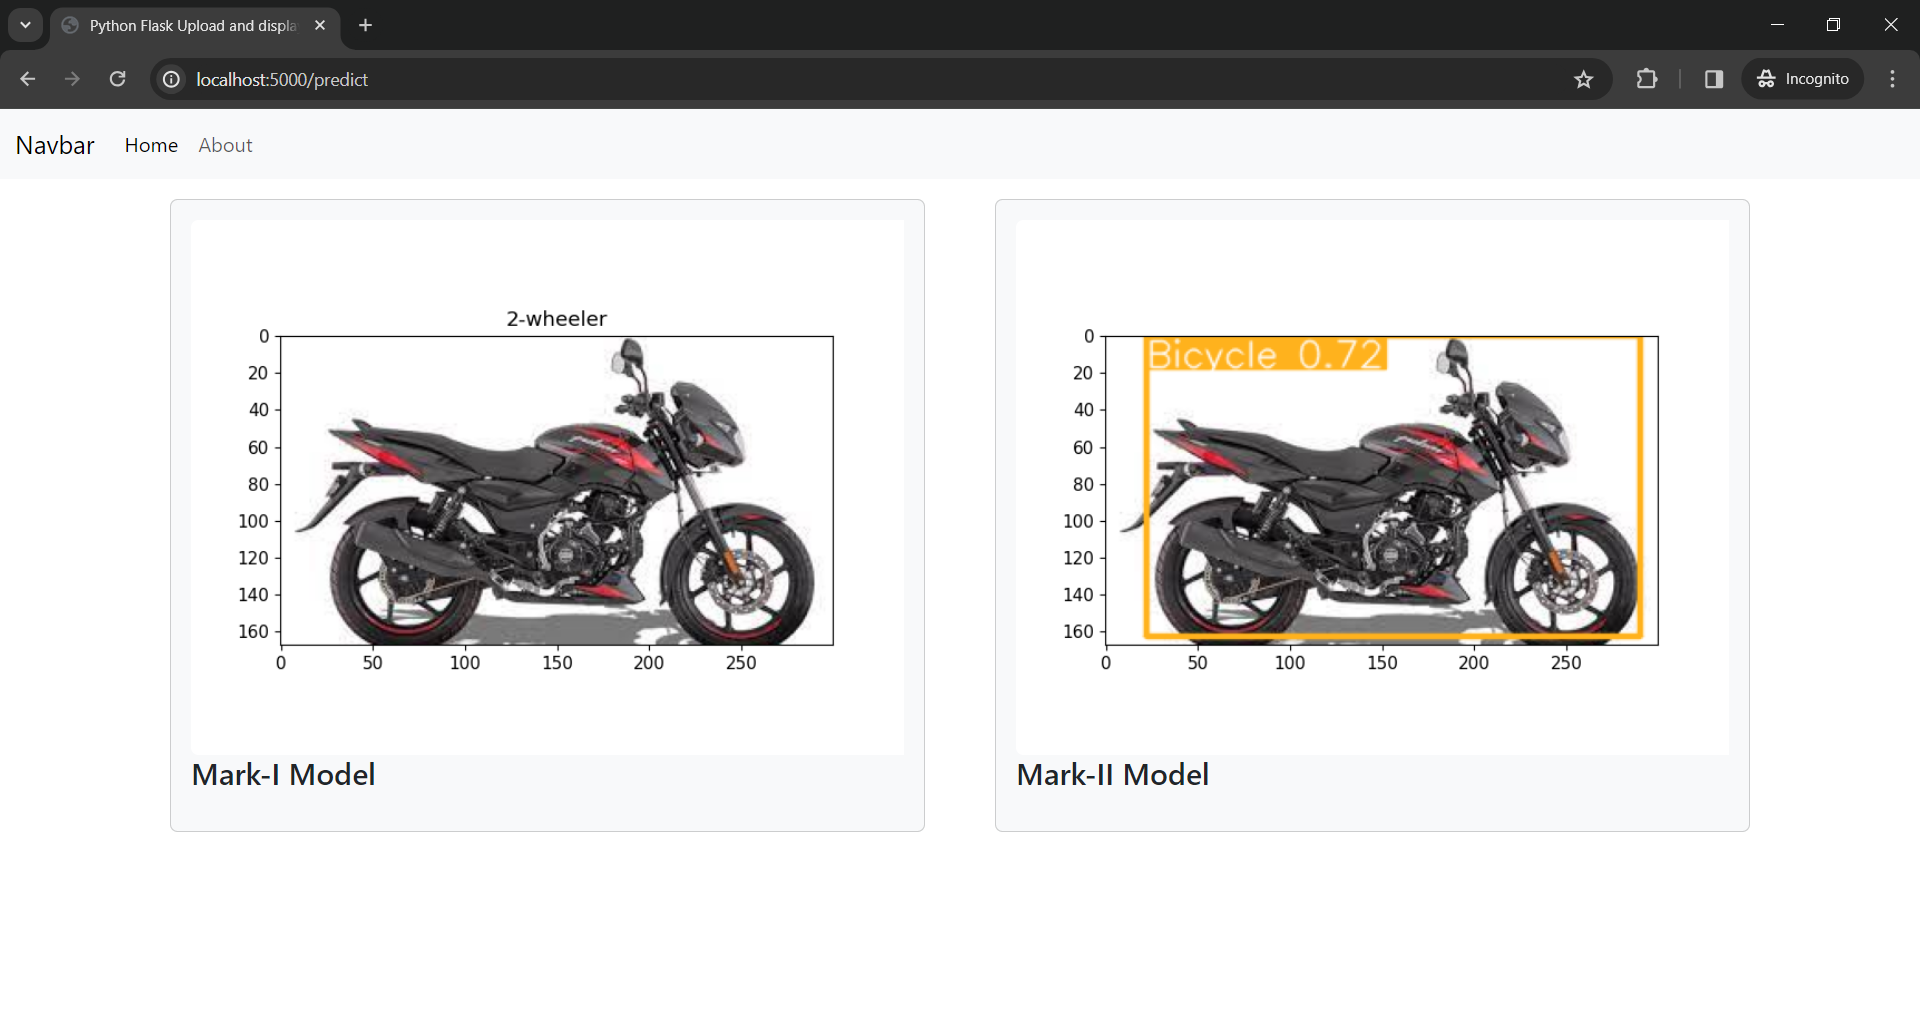 Python Flask Upload and displa
localhost:5000/predict
Incognito
Navbar
Home
About
2-wheeler
0
20
40
60
80
100
120
140
160
0 50 100 150 200 250
Mark-I Model
Bicycle 0.72
0
20
40
60
80
100
120
140
160
0 50 100 150 200 250
Mark-II Model